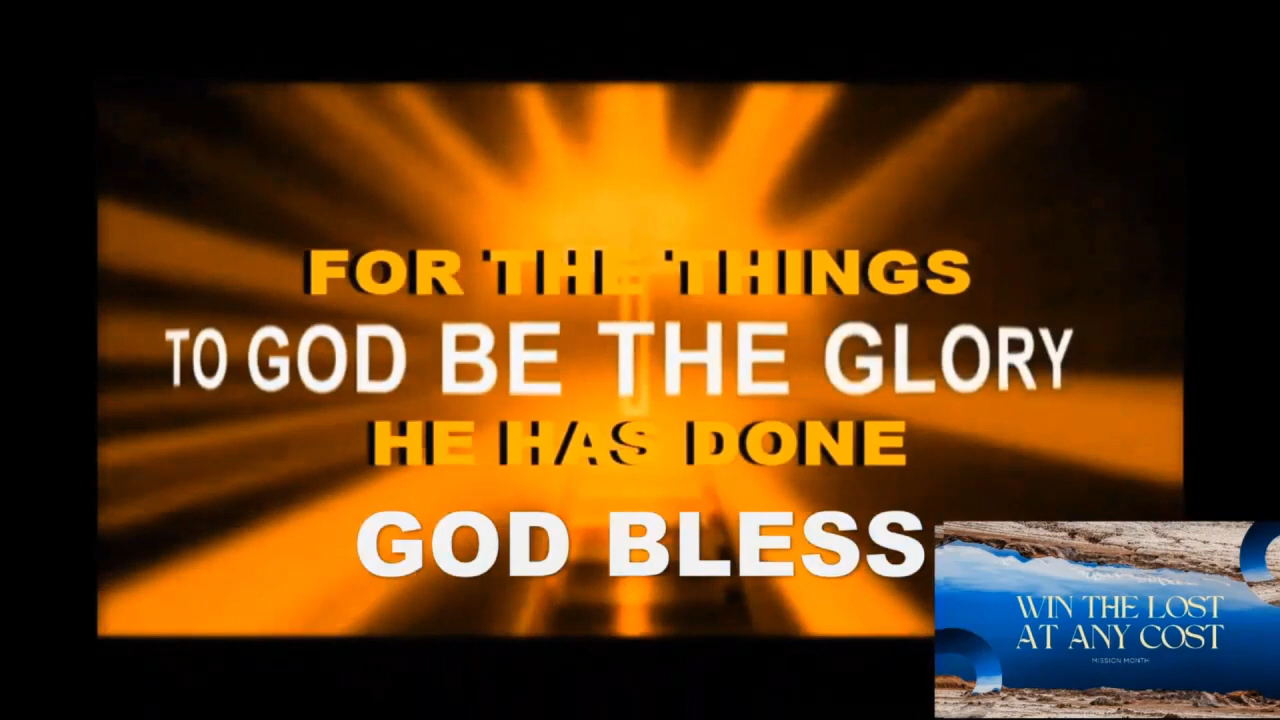 FOR THE THINGS
TO GOD BE THE GLORY
HE HAS DONE
GOD BLESS
WIN THE LOST
AT ANY COST
MISSION MONTH